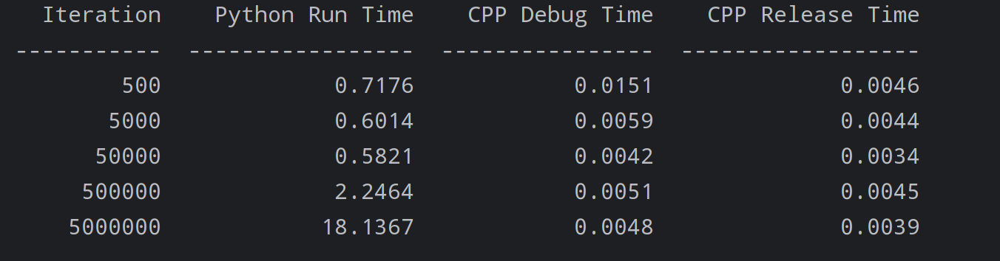 Iteration Python Run Time CPP Debug Time CPP Release Time
----------- ----------------- ---------------- ------------------
500 0.7176 0.0151 0.0046
5000 0.6014 0.0059 0.0044
50000 0.5821 0.0042 0.0034
500000 2.2464 0.0051 0.0045
5000000 18.1367 0.0048 0.0039